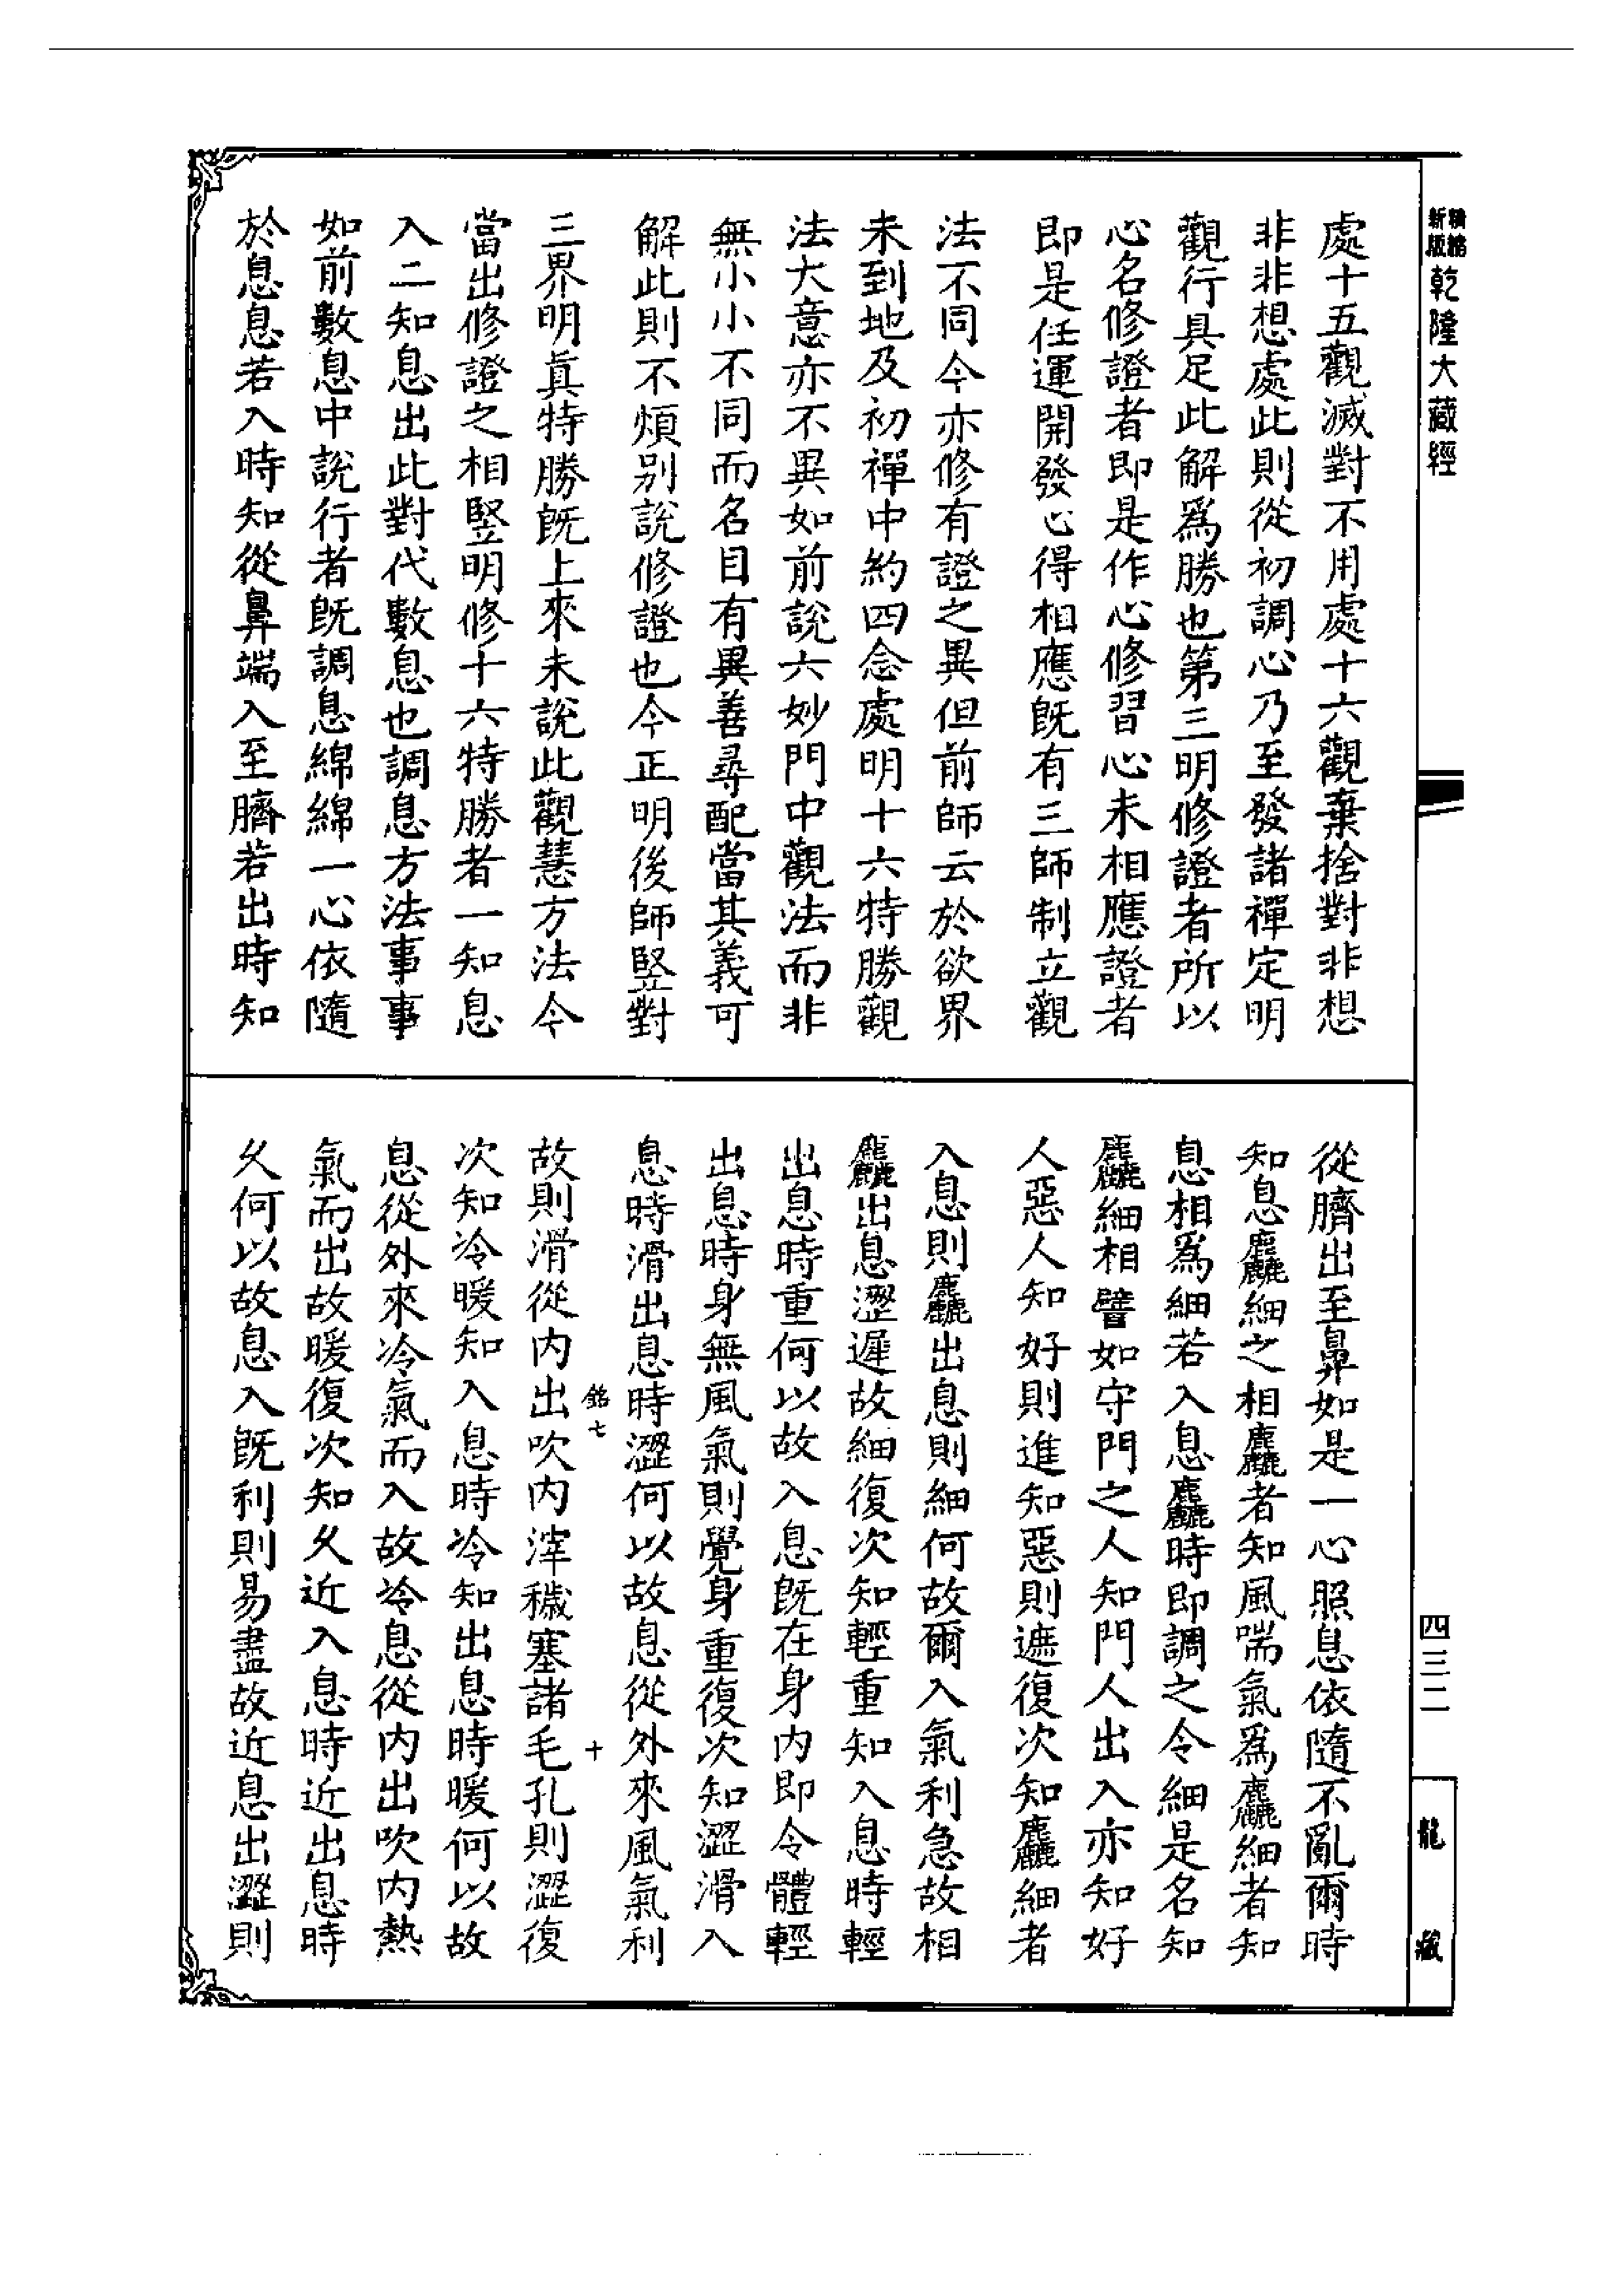 精縮新版乾隆大藏經
處十五觀滅對不用處十六觀棄捨對非想
非非想處此則從初調心乃至發諸禪定明
觀行具足此解爲勝也第三明修證者所以
心名修證者即是作心修習心未相應證者
即是任運開發心得相應旣有三師制立觀
法不同今亦修有證之異但前師云於欲界
未到地及初禪中約四念處明十六特勝觀
法大意亦不異如前說六妙門中觀法而非
無小小不同而名目有異善尋配當其義可
解此則不煩別說修證也今正明後師竪對
三界明眞特勝旣上來未說此觀慧方法今
當出修證之相竪明修十六特勝者一知息
入二知息出此對代數息也調息方法事事
如前數息中說行者旣調息綿綿一心依隨
於息息若入時知從鼻端入至臍若出時知
從臍出至鼻如是一心照息依隨不亂爾時
知息麤細之相麤者知風喘氣爲麤細者知
息相爲細若入息麤時即調之令細是名知
麤細相譬如守門之人知門人出入亦知好
人惡人知好則進知惡則遮復次知麤細者
入息則麤出息則細何故爾入氣利急故相
麤出息澀遲故細復次知輕重知入息時輕
出息時重何以故入息旣在身內即令體輕
出息時身無風氣則覺身重復次知澀滑入
息時滑出息時澀何以故息從外來風氣利
故則滑從內出吹內滓穢塞諸毛孔則澀復
次知冷暖知入息時冷知出息時暖何以故
息從外來冷氣而入故冷息從內出吹內熱
氣而出故暖復次知久近入息時近出息時
久何以故息入旣利則易盡故近息出澀則
銘七
十
四三二
龍藏